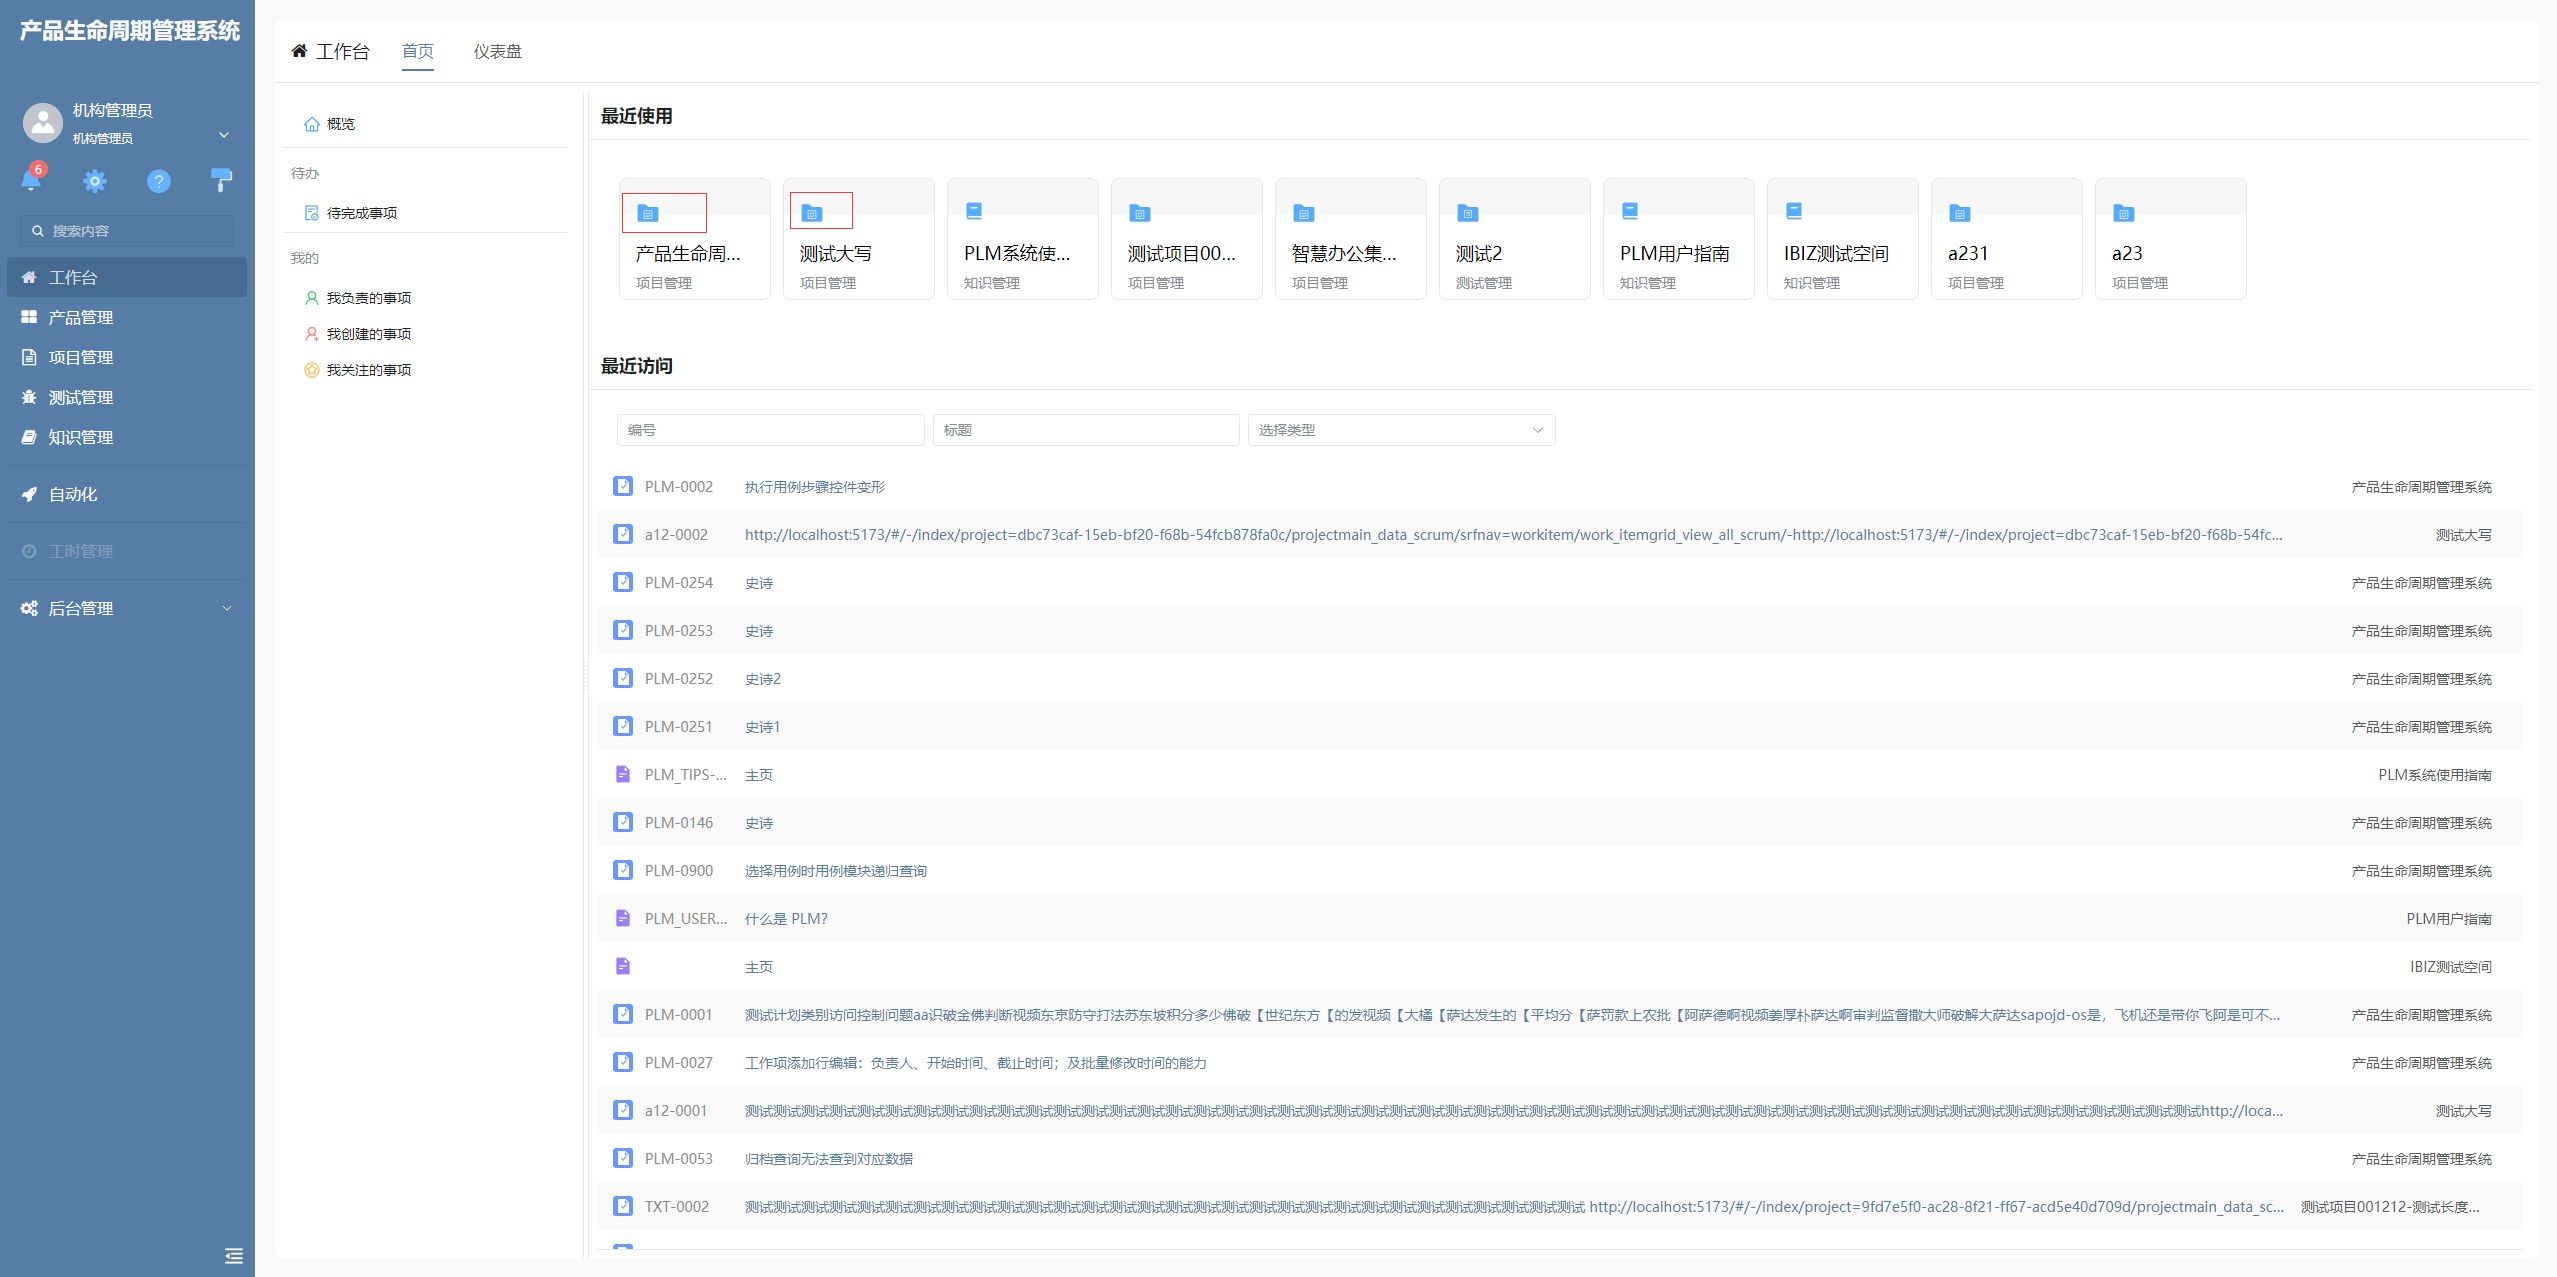 产品生命周期管理系统
机构管理员
机构管理员
6
搜索内容
工作台
产品管理
项目管理
测试管理
知识管理
自动化
工时管理
后台管理
工作台 首页 仪表盘
概览
待办
待完成事项
我的
我负责的事项
我创建的事项
我关注的事项
最近使用
产品生命周...
项目管理
测试大写
项目管理
PLM系统使...
知识管理
测试项目00...
项目管理
智慧办公集...
项目管理
测试2
测试管理
PLM用户指南
知识管理
IBIZ测试空间
知识管理
a231
项目管理
a23
项目管理
最近访问
编号 标题 选择类型
PLM-0002 执行用例步骤控件变形 产品生命周期管理系统
a12-0002 http://localhost:5173/#/-/index/project=dbc73caf-15eb-bf20-f68b-54fcb878fa0c/projectmain_data_scrum/srfnav=workitem/work_itemgrid_view_all_scrum/-http://localhost:5173/#/-/index/project=dbc73caf-15eb-bf20-f68b-54fc... 测试大写
PLM-0254 史诗 产品生命周期管理系统
PLM-0253 史诗 产品生命周期管理系统
PLM-0252 史诗2 产品生命周期管理系统
PLM-0251 史诗1 产品生命周期管理系统
PLM_TIPS-... 主页 PLM系统使用指南
PLM-0146 史诗 产品生命周期管理系统
PLM-0900 选择用例时用例模块递归查询 产品生命周期管理系统
PLM_USER... 什么是 PLM? PLM用户指南
主页 IBIZ测试空间
PLM-0001 测试计划类别访问控制问题aa识破金佛判断视频东京防守打法苏东坡积分多少佛破【世纪东方【的发视频【大橘【萨达发生的【平均分【萨罚款上农批【阿萨德啊视频姜厚朴萨达啊审判监督撒大师破解大萨达sapojd-os是，飞机还是带你飞阿是可不... 产品生命周期管理系统
PLM-0027 工作项添加行编辑：负责人、开始时间、截止时间；及批量修改时间的能力 产品生命周期管理系统
a12-0001 测试测试测试测试测试测试测试测试测试测试测试测试测试测试测试测试测试测试测试测试测试测试测试测试测试测试测试测试测试测试测试测试测试测试测试测试测试测试测试测试测试测试测试测试测试测试测试测试测试测试测试测试http://loca... 测试大写
PLM-0053 归档查询无法查到对应数据 产品生命周期管理系统
TXT-0002 测试测试测试测试测试测试测试测试测试测试测试测试测试测试测试测试测试测试测试测试测试测试测试测试测试测试测试测试测试测试 http://localhost:5173/#/-/index/project=9fd7e5f0-ac28-8f21-ff67-acd5e40d709d/projectmain_data_sc... 测试项目001212-测试长度...